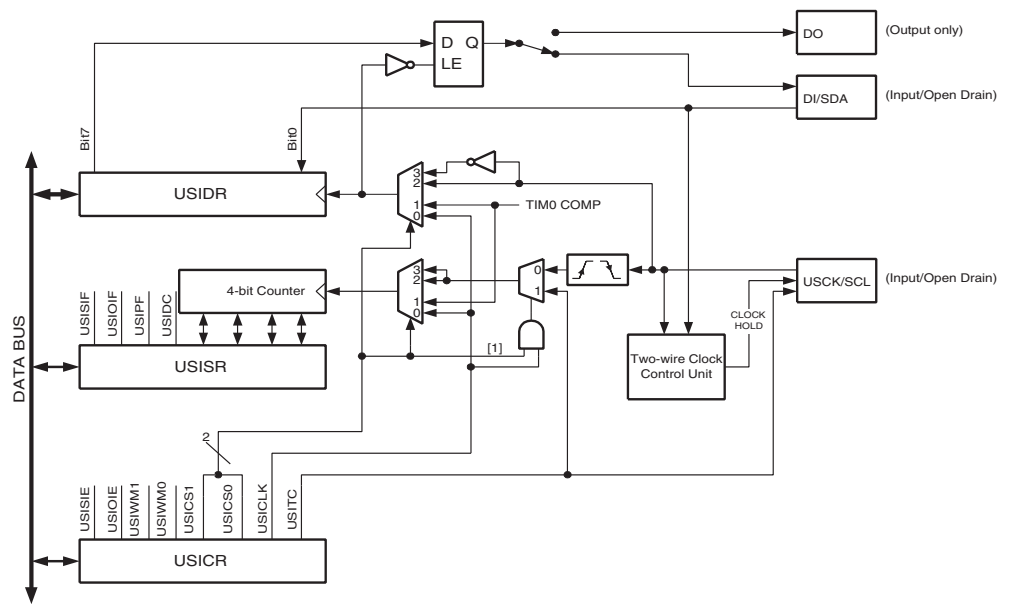 D Q
LE
DO
(Output only)
DI/SDA
(Input/Open Drain)
Bit7
Bit0
USIDR
3
2
1
0
TIM0 COMP
DATA BUS
USISIF
USIOIF
USIPF
USIDC
4-bit Counter
3
2
1
0
0
1
USCK/SCL
(Input/Open Drain)
CLOCK
HOLD
[1]
USISR
Two-wire Clock
Control Unit
2
USISIE
USIOIE
USIWM1
USIWM0
USICS1
USICS0
USICLK
USITC
USICR